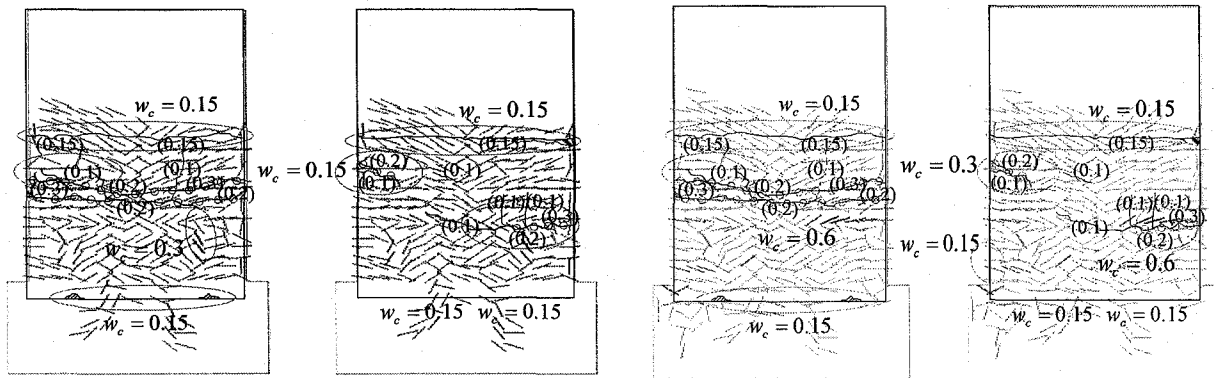 w_c = 0.15
(0.15)
(0.15)
(0.1)
(0.1)
(0.2)
(0.3)
(0.2)
(0.2)
w_c = 0.3
w_c = 0.15
w_c = 0.15
w_c = 0.15
(0.15)
(0.2)
(0.1)
(0.1)
(0.1)
(0.1)
(0.1)
(0.3)
(0.2)
w_c = 0.15
w_c = 0.15
w_c = 0.15
(0.15)
(0.15)
(0.1)
(0.1)
(0.3)
(0.2)
(0.3)
(0.2)
(0.2)
w_c = 0.6
w_c = 0.15
w_c = 0.15
w_c = 0.3
(0.15)
(0.2)
(0.1)
(0.1)
(0.1)
(0.1)
(0.1)
(0.3)
(0.2)
w_c = 0.15
w_c = 0.6
w_c = 0.15
w_c = 0.15